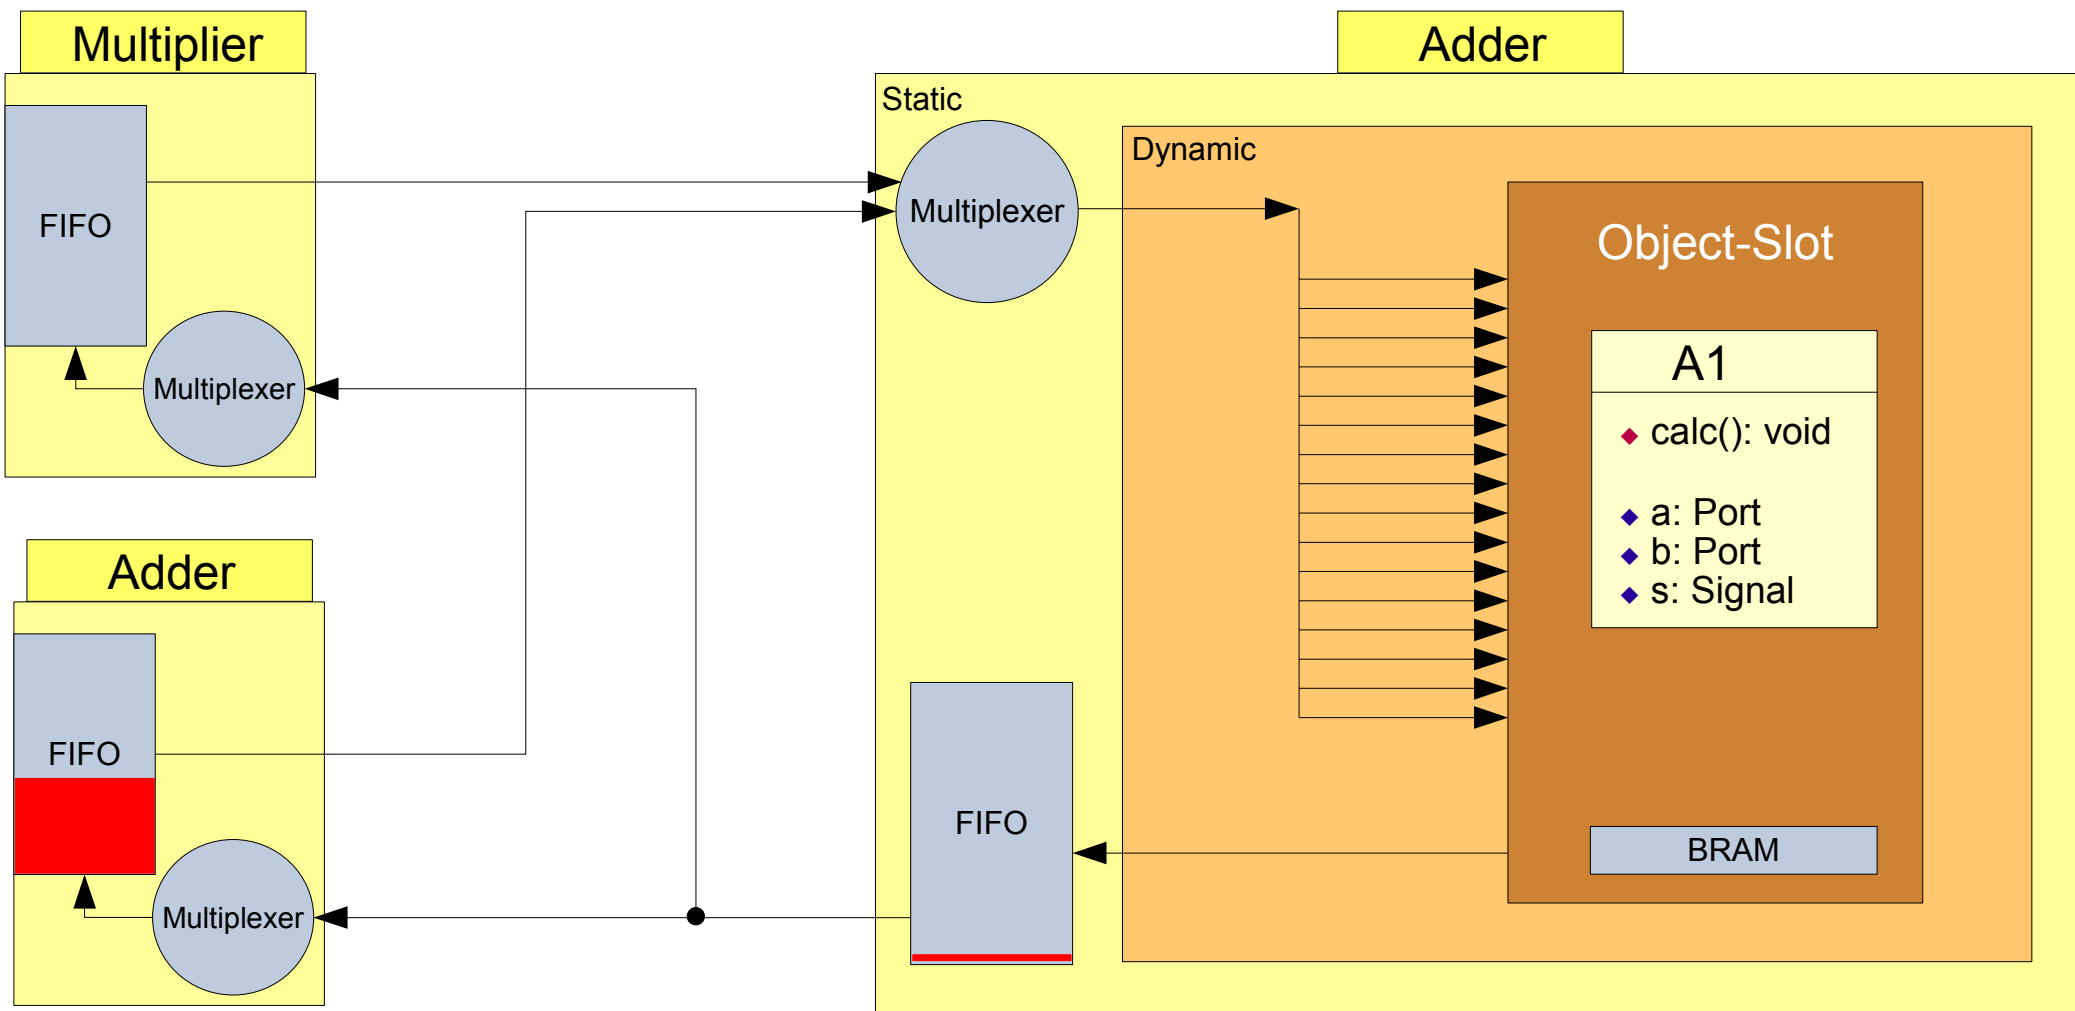 Multiplier
FIFO
Multiplexer
Adder
FIFO
Multiplexer
Adder
Static
Multiplexer
FIFO
Dynamic
Object-Slot
A1
calc(): void
a: Port
b: Port
s: Signal
BRAM